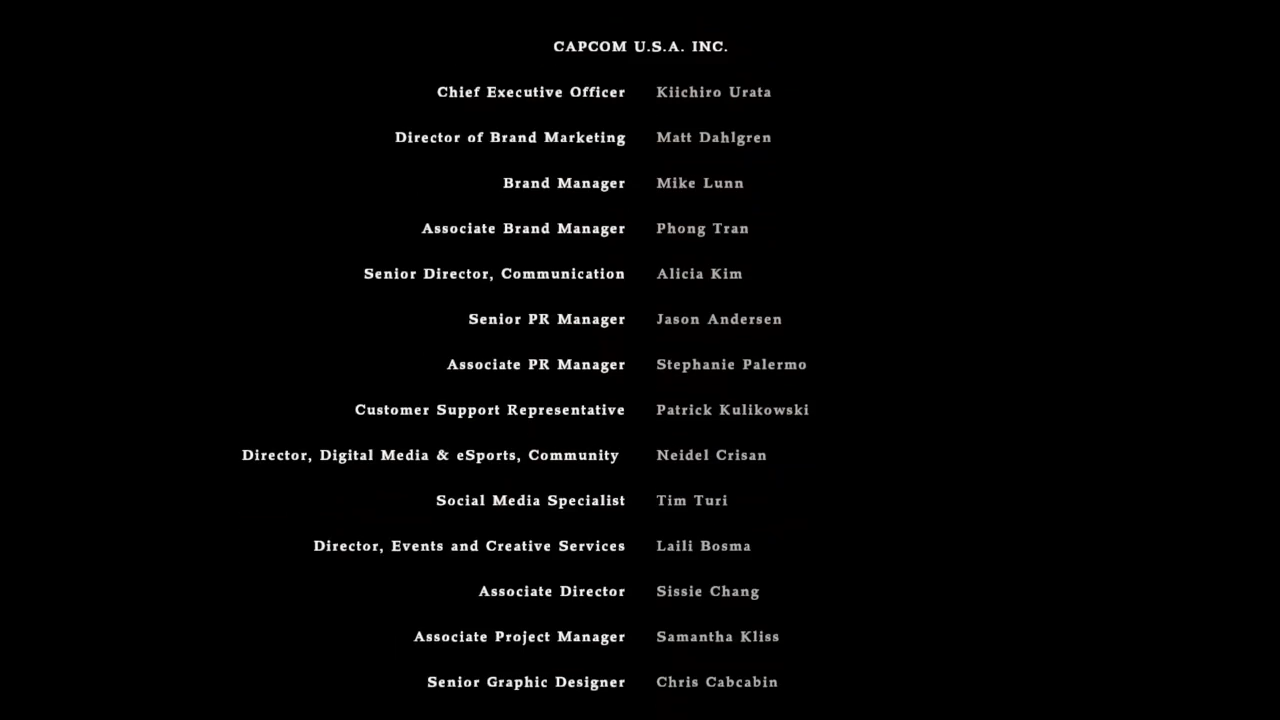 CAPCOM U.S.A. INC.
Chief Executive Officer Kiichiro Urata
Director of Brand Marketing Matt Dahlgren
Brand Manager Mike Lunn
Associate Brand Manager Phong Tran
Senior Director, Communication Alicia Kim
Senior PR Manager Jason Andersen
Associate PR Manager Stephanie Palermo
Customer Support Representative Patrick Kulikowski
Director, Digital Media & eSports, Community Neidel Crisan
Social Media Specialist Tim Turi
Director, Events and Creative Services Laili Bosma
Associate Director Sissie Chang
Associate Project Manager Samantha Kliss
Senior Graphic Designer Chris Cabcabin